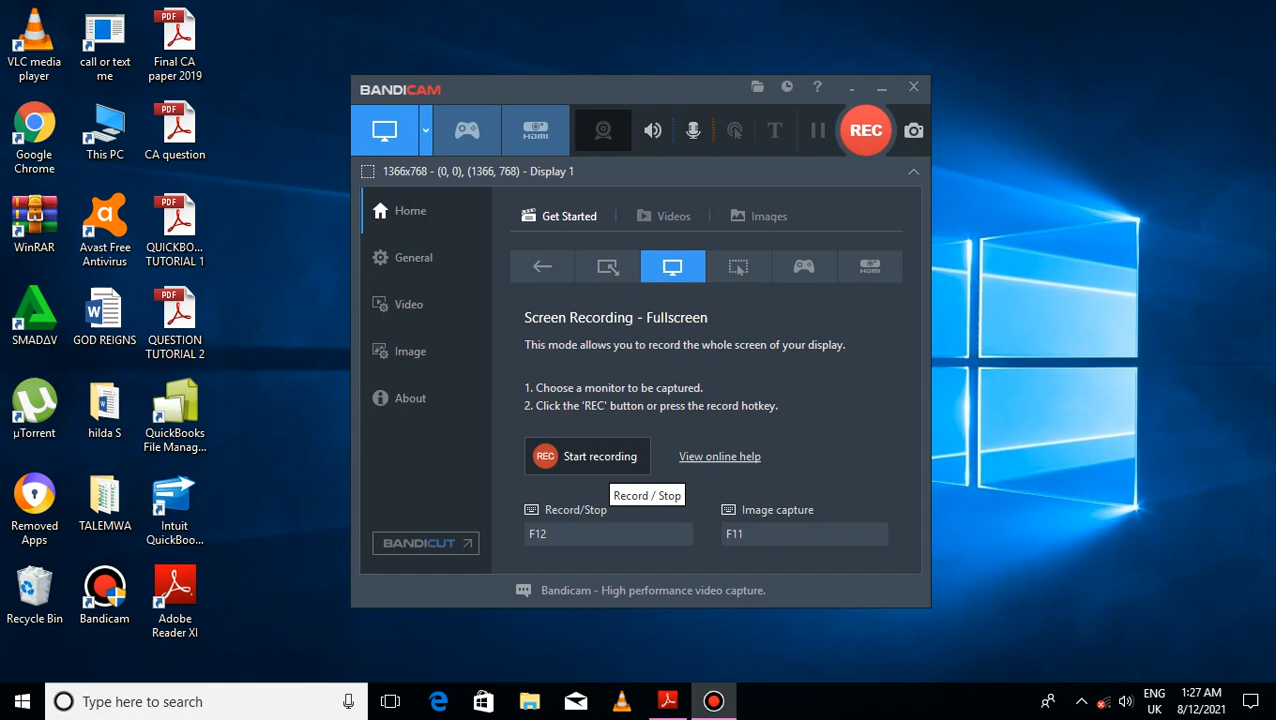 VLC media
player
call or text
me
PDF
Final CA
paper 2019
Google
Chrome
This PC
PDF
CA question
WinRAR
Avast Free
Antivirus
PDF
QUICKBO...
TUTORIAL 1
SMADΔV
GOD REIGNS
PDF
QUESTION
TUTORIAL 2
µTorrent
hilda S
QuickBooks
File Manag...
Removed
Apps
TALEMWA
Intuit
QuickBoo...
Recycle Bin
Bandicam
Adobe
Reader XI
BANDICAM
HDMI
T
REC
1366x768 - (0, 0), (1366, 768) - Display 1
Home
General
Video
Image
About
BANDICUT
Get Started
Videos
Images
HDMI
Screen Recording - Fullscreen
This mode allows you to record the whole screen of your display.
1. Choose a monitor to be captured.
2. Click the 'REC' button or press the record hotkey.
REC Start recording
View online help
Record / Stop
Record/Stop
Image capture
F12
F11
Bandicam - High performance video capture.
Type here to search
ENG
UK
1:27 AM
8/12/2021